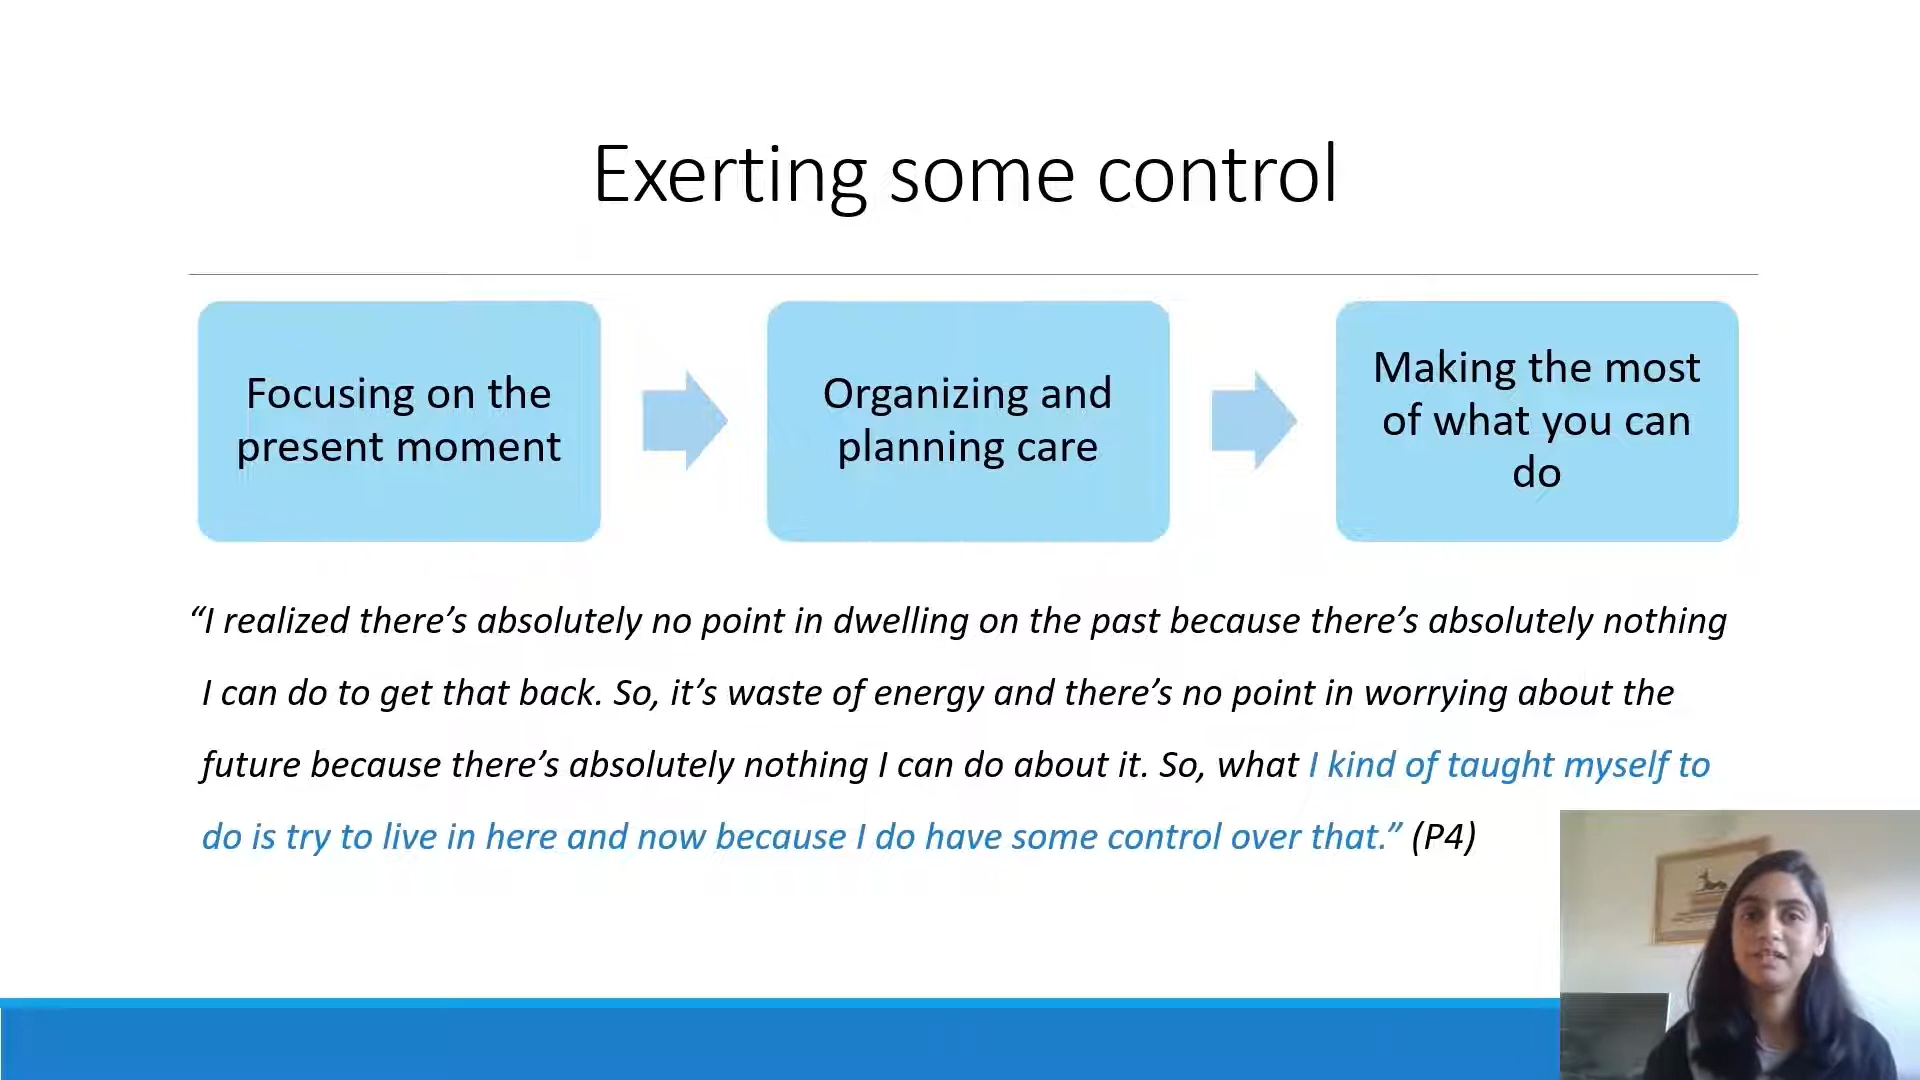 Exerting some control
Focusing on the
present moment
Organizing and
planning care
Making the most
of what you can
do
“I realized there’s absolutely no point in dwelling on the past because there’s absolutely nothing
I can do to get that back. So, it’s waste of energy and there’s no point in worrying about the
future because there’s absolutely nothing I can do about it. So, what I kind of taught myself to
do is try to live in here and now because I do have some control over that.” (P4)